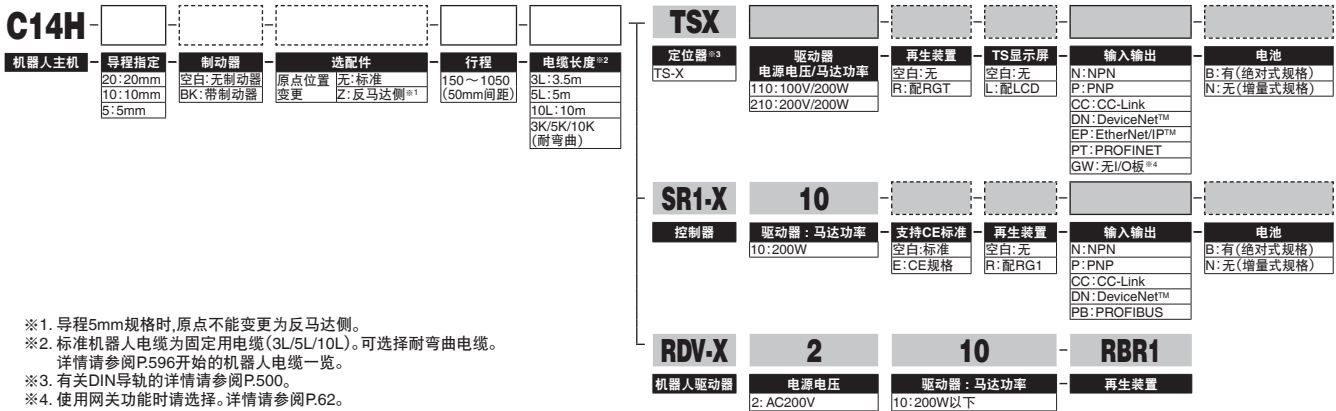 C14H - - - - - TSX - - - -
机器人主机 - 导程指定 - 制动器 - 选配件 - 行程 - 电缆长度※2
20:20mm
10:10mm
5:5mm
空白:无制动器
BK:带制动器
原点位置变更
无:标准
Z:反马达侧※1
150~1050
(50mm间距)
3L:3.5m
5L:5m
10L:10m
3K/5K/10K
(耐弯曲)
定位器※3
TS-X
驱动器
电源电压/马达功率
110:100V/200W
210:200V/200W
再生装置
空白:无
R:配RGT
TS显示屏
空白:无
L:配LCD
输入输出
N:NPN
P:PNP
CC:CC-Link
DN:DeviceNet™
EP:EtherNet/IP™
PT:PROFINET
GW:无I/O板※4
电池
B:有(绝对式规格)
N:无(增量式规格)
SR1-X 10 - - - -
控制器
驱动器:马达功率
10:200W
支持CE标准
空白:标准
E:CE规格
再生装置
空白:无
R:配RG1
输入输出
N:NPN
P:PNP
CC:CC-Link
DN:DeviceNet™
PB:PROFIBUS
电池
B:有(绝对式规格)
N:无(增量式规格)
RDV-X 2 10 - RBR1
机器人驱动器
电源电压
2: AC200V
驱动器:马达功率
10:200W以下
再生装置
※1. 导程5mm规格时,原点不能变更为反马达侧。
※2. 标准机器人电缆为固定用电缆(3L/5L/10L)。可选择耐弯曲电缆。
详情请参阅P.596开始的机器人电缆一览。
※3. 有关DIN导轨的详情请参阅P.500。
※4. 使用网关功能时请选择。详情请参阅P.62。